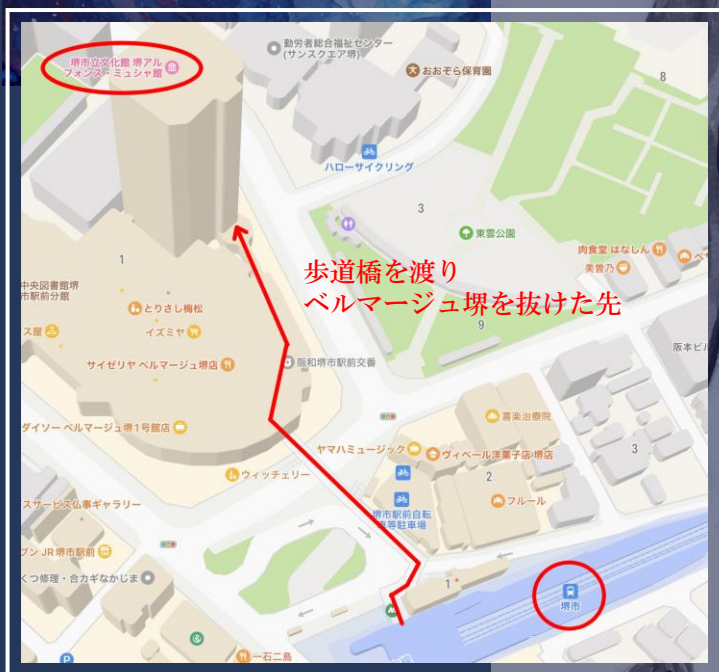 勤労者総合福祉センター
(サンスクエア堺)
堺市立文化館 堺アル
フォンス・ミュシャ館
おおぞら保育園
8
ハローサイクリング
3
東雲公園
肉食堂 はなしん
美曽乃
歩道橋を渡り
ベルマージュ堺を抜けた先
1
中央図書館堺
市駅前分館
とりさし梅松
ス屋
イズミヤ
9
サイゼリヤ ベルマージュ堺店
阪和堺市駅前交番
阪本ビル
ダイソー ベルマージュ堺1号館店
喜楽治療院
ヤマハミュージック
ヴィベール洋菓子店 堺店
3
ウィッチェリー
2
スサービス仏事ギャラリー
フルール
堺市駅前自転
車等駐車場
ブン JR堺市駅前
くつ修理・合カギなかじま
1
堺市
一石二鳥
P